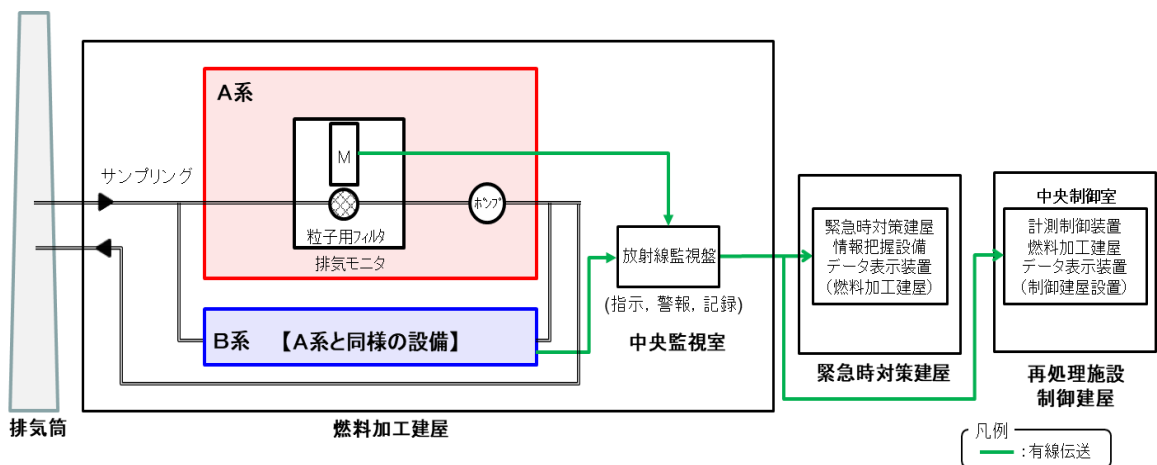 A系
M
サンプリング
ポンプ
粒子用フィルタ
排気モニタ
B系 【A系と同様の設備】
放射線監視盤
(指示，警報，記録)
中央監視室
緊急時対策建屋
情報把握設備
データ表示装置
(燃料加工建屋)
緊急時対策建屋
中央制御室
計測制御装置
燃料加工建屋
データ表示装置
(制御建屋設置)
再処理施設
制御建屋
排気筒
燃料加工建屋
凡例
：有線伝送